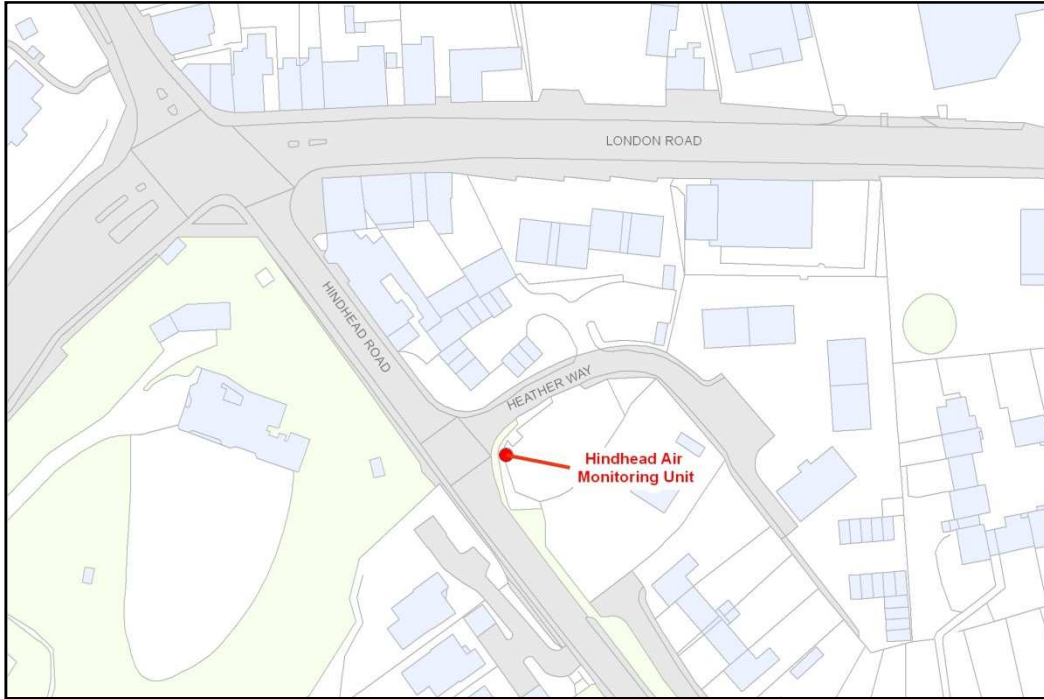 LONDON ROAD
HINDHEAD ROAD
HEATHER WAY
Hindhead Air
Monitoring Unit